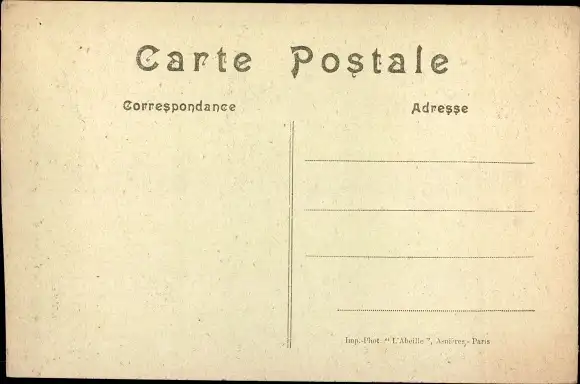 Carte Postale
Correspondance
Adresse
Imp.-Phot "L'Abeille", Asnières,- Paris